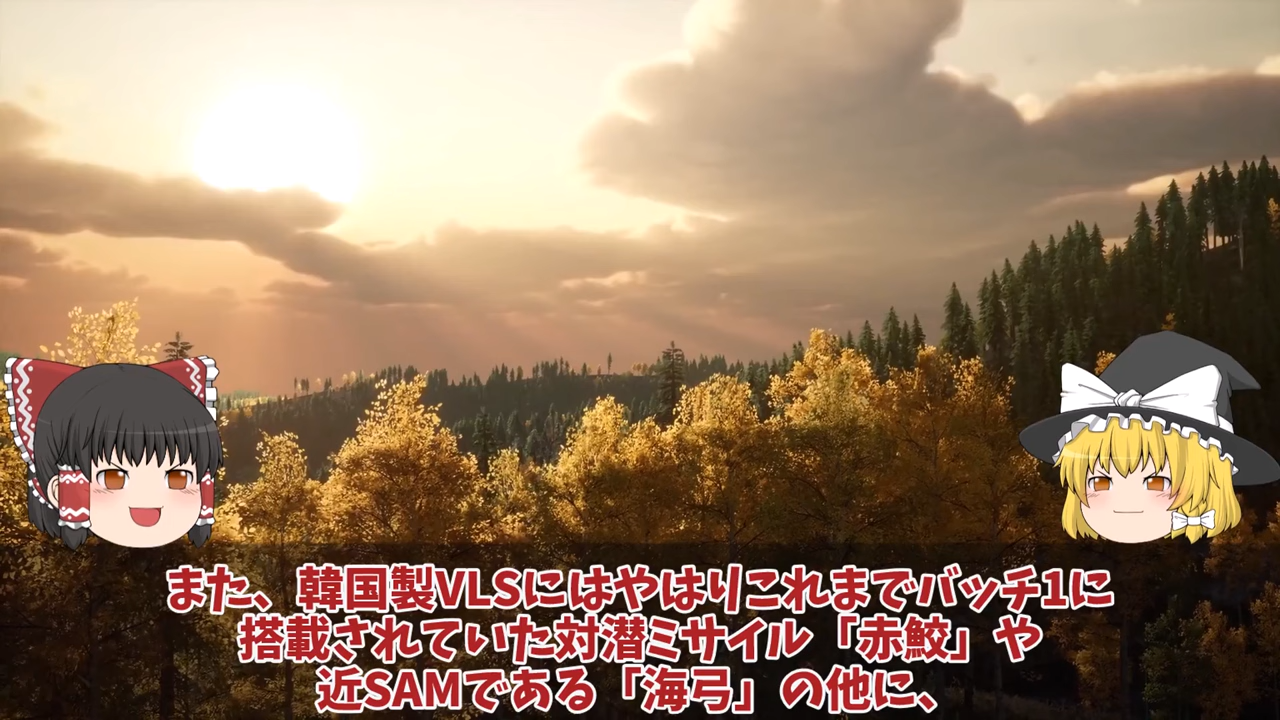 また、韓国製VLSにはやはりこれまでバッチ1に
搭載されていた対潜ミサイル「赤鮫」や
近SAMである「海弓」の他に、